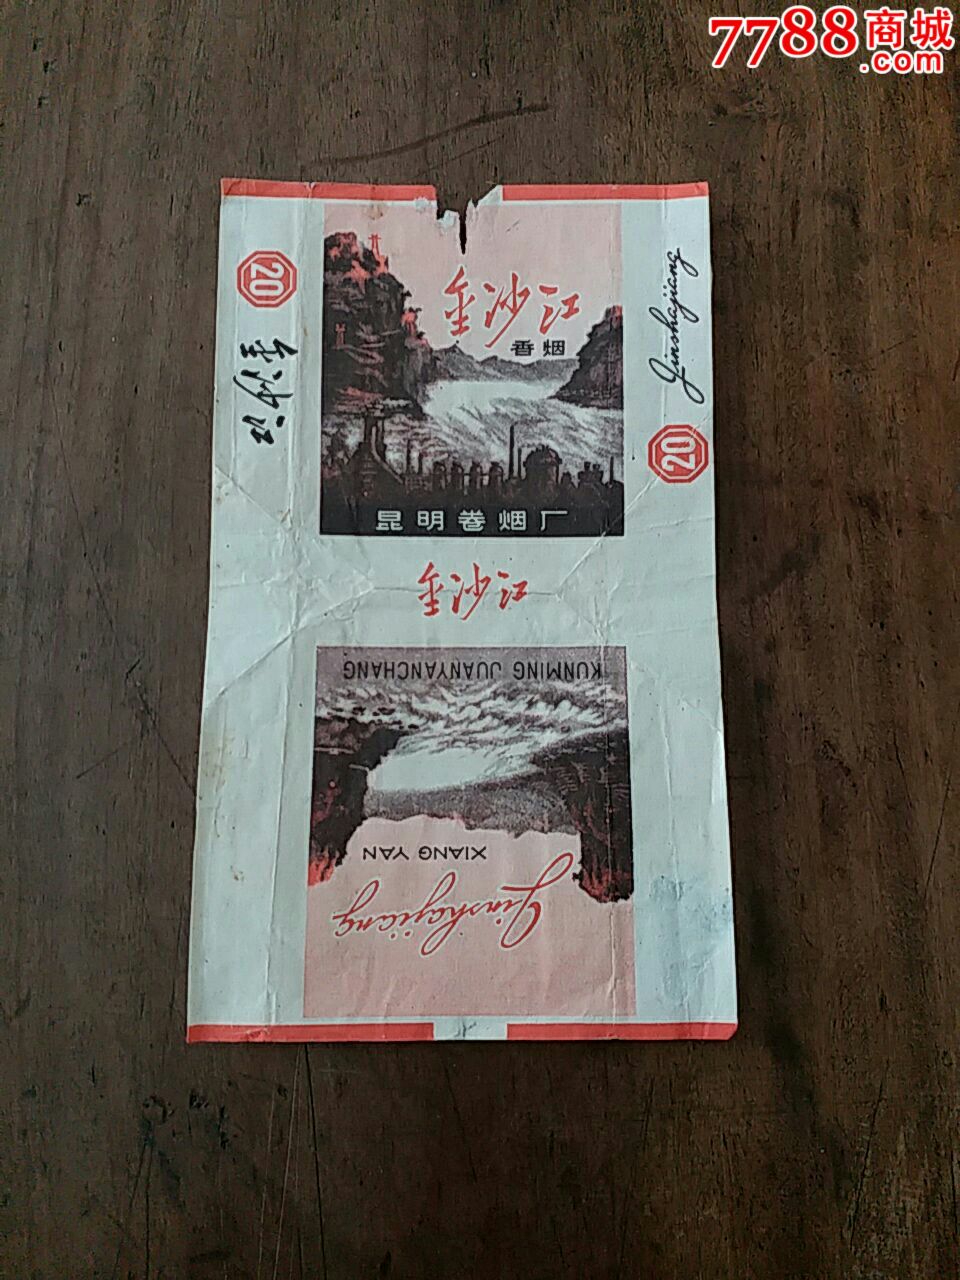 7788商城
.com
20
金沙江
Jinshajiang
20
金沙江
香烟
昆明卷烟厂
金沙江
KUNMING JUANYANCHANG
XIANG YAN
Jinshajiang